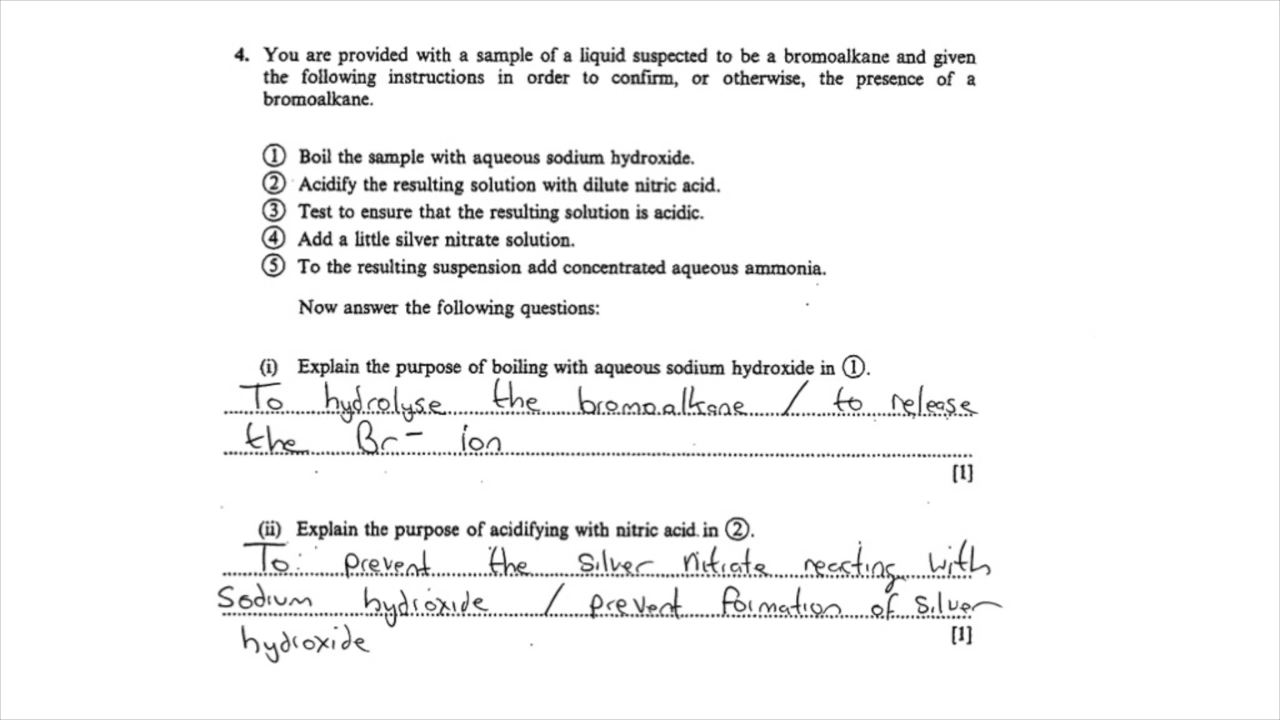 4. You are provided with a sample of a liquid suspected to be a bromoalkane and given
the following instructions in order to confirm, or otherwise, the presence of a
bromoalkane.
① Boil the sample with aqueous sodium hydroxide.
② Acidify the resulting solution with dilute nitric acid.
③ Test to ensure that the resulting solution is acidic.
④ Add a little silver nitrate solution.
⑤ To the resulting suspension add concentrated aqueous ammonia.
Now answer the following questions:
(i) Explain the purpose of boiling with aqueous sodium hydroxide in ①.
To hydrolyse the bromoalkane / to release
the Br⁻ ion
[1]
(ii) Explain the purpose of acidifying with nitric acid in ②.
To: prevent the silver nitrate reacting with
Sodium hydroxide / prevent formation of silver
hydroxide
[1]